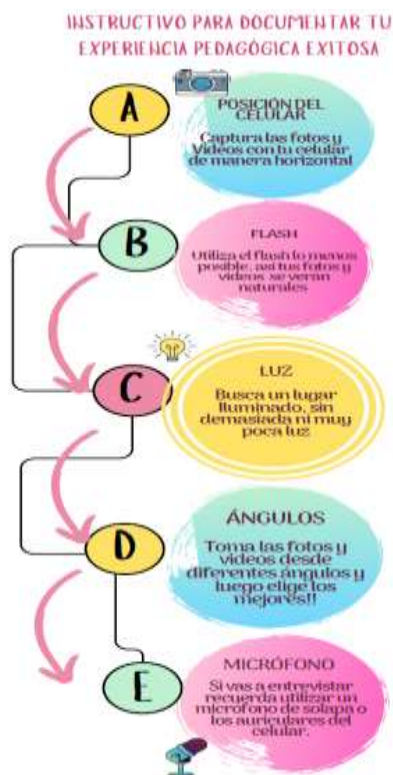 INSTRUCTIVO PARA DOCUMENTAR TU
EXPERIENCIA PEDAGÓGICA EXITOSA
A
POSICIÓN DEL
CELULAR
Captura las fotos y
Videos con tu celular
de manera horizontal
B
FLASH
Utiliza el flash lo menos
posible, asi tus fotos y
videos se verán
naturales
C
LUZ
Busca un lugar
Iluminado, sin
demasiada ni muy
poca luz
D
ÁNGULOS
Toma las fotos y
videos desde
diferentes ángulos y
luego elige los
mejores!!
E
MICRÓFONO
Si vas a entrevistar
recuerda utilizar un
micrófono de solapa o
los auriculares del
celular.